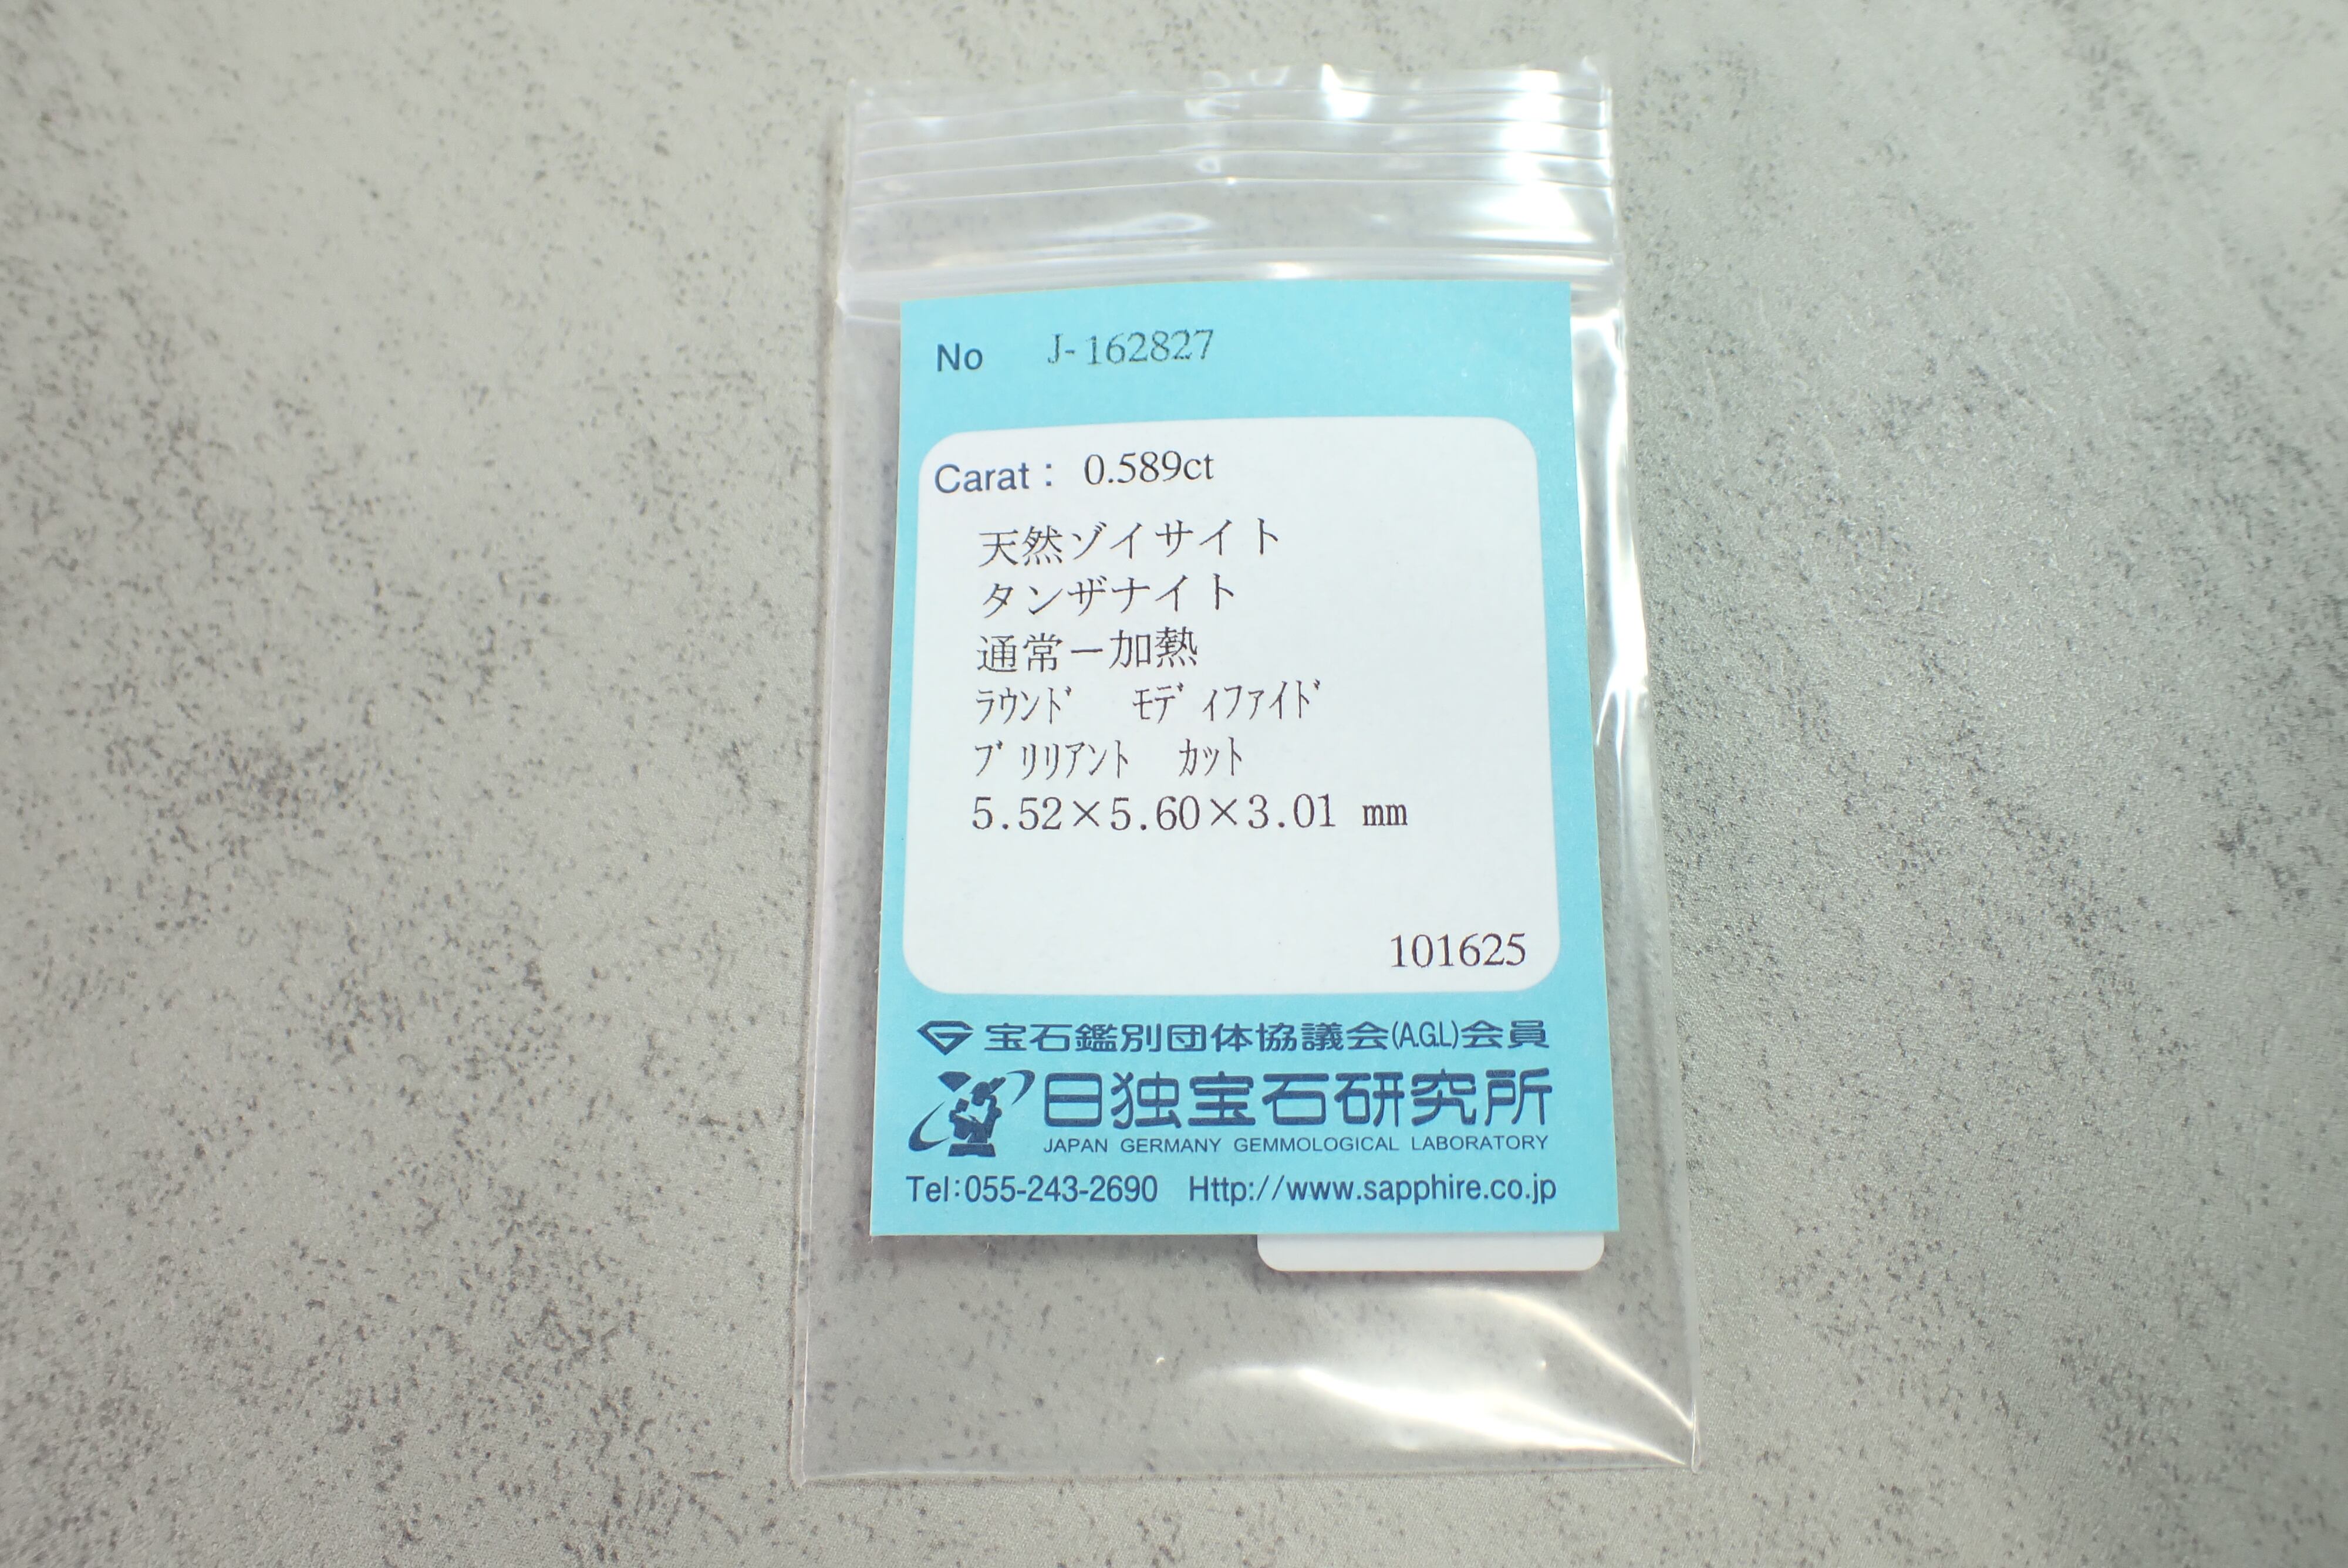 No J-162827
Carat : 0.589ct
天然ゾイサイト
タンザナイト
通常ー加熱
ﾗｳﾝﾄﾞ ﾓﾃﾞｨﾌｧｲﾄﾞ
ﾌﾞﾘﾘｱﾝﾄ ｶｯﾄ
5.52×5.60×3.01 mm
101625
宝石鑑別団体協議会(A.G.L)会員
日独宝石研究所
JAPAN GERMANY GEMMOLOGICAL LABORATORY
Tel:055-243-2690 Http://www.sapphire.co.jp